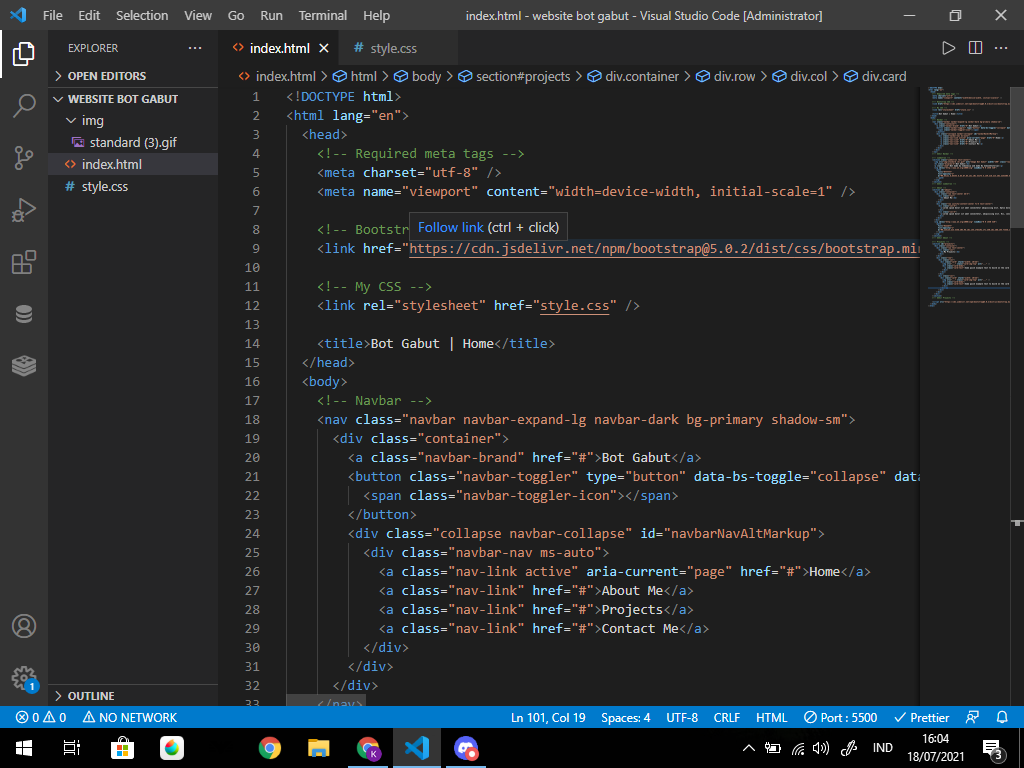 File Edit Selection View Go Run Terminal Help index.html - website bot gabut - Visual Studio Code [Administrator]
EXPLORER
OPEN EDITORS
WEBSITE BOT GABUT
img
standard (3).gif
index.html
style.css
OUTLINE
index.html
style.css
index.html > html > body > section#projects > div.container > div.row > div.col > div.card
1 <!DOCTYPE html>
2 <html lang="en">
3 <head>
4 <!-- Required meta tags -->
5 <meta charset="utf-8" />
6 <meta name="viewport" content="width=device-width, initial-scale=1" />
7
8 <!-- Bootstr
Follow link (ctrl + click)
9 <link href="https://cdn.jsdelivr.net/npm/bootstrap@5.0.2/dist/css/bootstrap.mi
10
11 <!-- My CSS -->
12 <link rel="stylesheet" href="style.css" />
13
14 <title>Bot Gabut | Home</title>
15 </head>
16 <body>
17 <!-- Navbar -->
18 <nav class="navbar navbar-expand-lg navbar-dark bg-primary shadow-sm">
19 <div class="container">
20 <a class="navbar-brand" href="#">Bot Gabut</a>
21 <button class="navbar-toggler" type="button" data-bs-toggle="collapse" data
22 <span class="navbar-toggler-icon"></span>
23 </button>
24 <div class="collapse navbar-collapse" id="navbarNavAltMarkup">
25 <div class="navbar-nav ms-auto">
26 <a class="nav-link active" aria-current="page" href="#">Home</a>
27 <a class="nav-link" href="#">About Me</a>
28 <a class="nav-link" href="#">Projects</a>
29 <a class="nav-link" href="#">Contact Me</a>
30 </div>
31 </div>
32 </div>
33 </nav>
1
0 0 NO NETWORK Ln 101, Col 19 Spaces: 4 UTF-8 CRLF HTML Port : 5500 Prettier
K
IND
16:04
18/07/2021
3